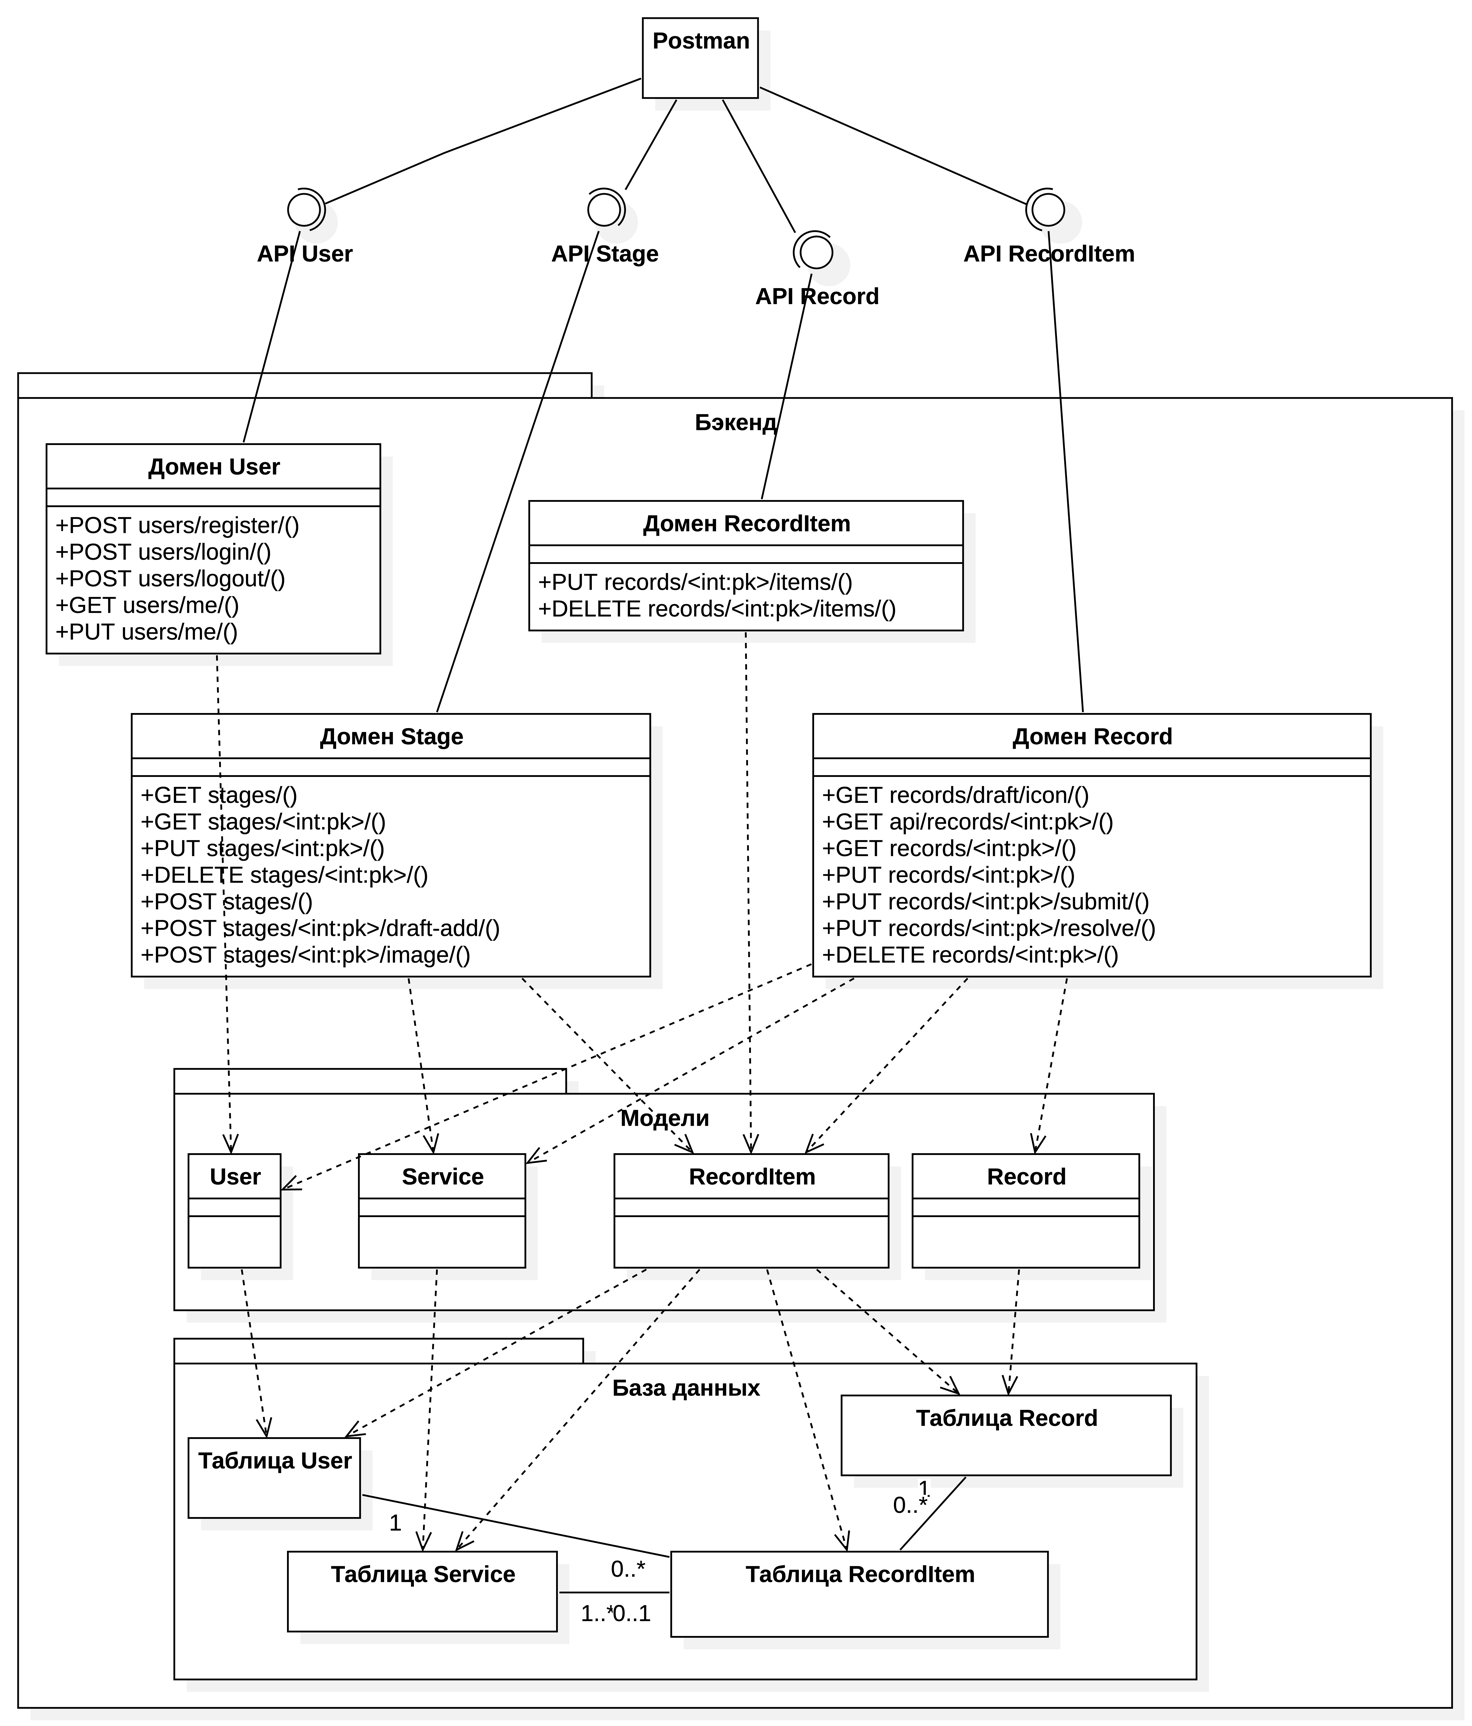 Postman
API User
API Stage
API Record
API RecordItem
Бэкенд
Домен User
+POST users/register/()
+POST users/login/()
+POST users/logout/()
+GET users/me/()
+PUT users/me/()
Домен RecordItem
+PUT records/<int:pk>/items/()
+DELETE records/<int:pk>/items/()
Домен Stage
+GET stages/()
+GET stages/<int:pk>/()
+PUT stages/<int:pk>/()
+DELETE stages/<int:pk>/()
+POST stages/()
+POST stages/<int:pk>/draft-add/()
+POST stages/<int:pk>/image/()
Домен Record
+GET records/draft/icon/()
+GET api/records/<int:pk>/()
+GET records/<int:pk>/()
+PUT records/<int:pk>/()
+PUT records/<int:pk>/submit/()
+PUT records/<int:pk>/resolve/()
+DELETE records/<int:pk>/()
Модели
User
Service
RecordItem
Record
База данных
Таблица Record
Таблица User
1
0..*
1
0..*
Таблица Service
Таблица RecordItem
1..*
0..1